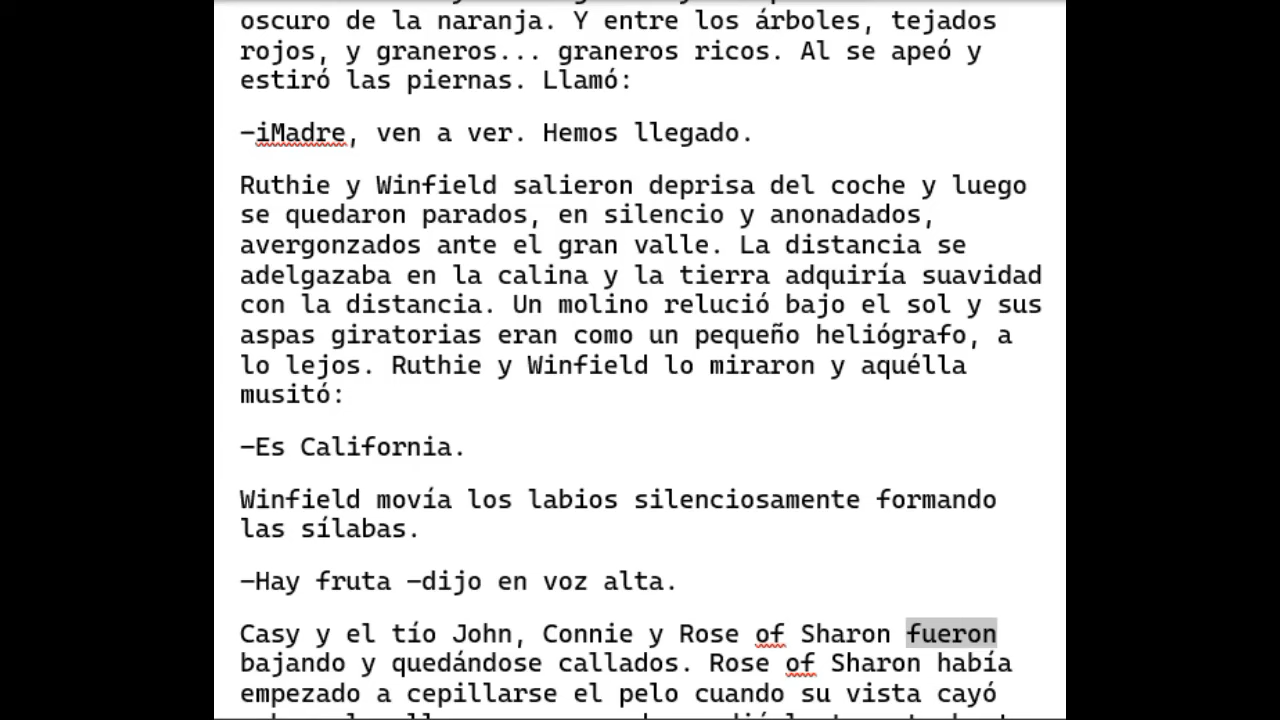 oscuro de la naranja. Y entre los árboles, tejados
rojos, y graneros... graneros ricos. Al se apeó y
estiró las piernas. Llamó:
—iMadre, ven a ver. Hemos llegado.
Ruthie y Winfield salieron deprisa del coche y luego
se quedaron parados, en silencio y anonadados,
avergonzados ante el gran valle. La distancia se
adelgazaba en la calina y la tierra adquiría suavidad
con la distancia. Un molino relució bajo el sol y sus
aspas giratorias eran como un pequeño heliógrafo, a
lo lejos. Ruthie y Winfield lo miraron y aquélla
musitó:
—Es California.
Winfield movía los labios silenciosamente formando
las sílabas.
—Hay fruta —dijo en voz alta.
Casy y el tío John, Connie y Rose of Sharon fueron
bajando y quedándose callados. Rose of Sharon había
empezado a cepillarse el pelo cuando su vista cayó